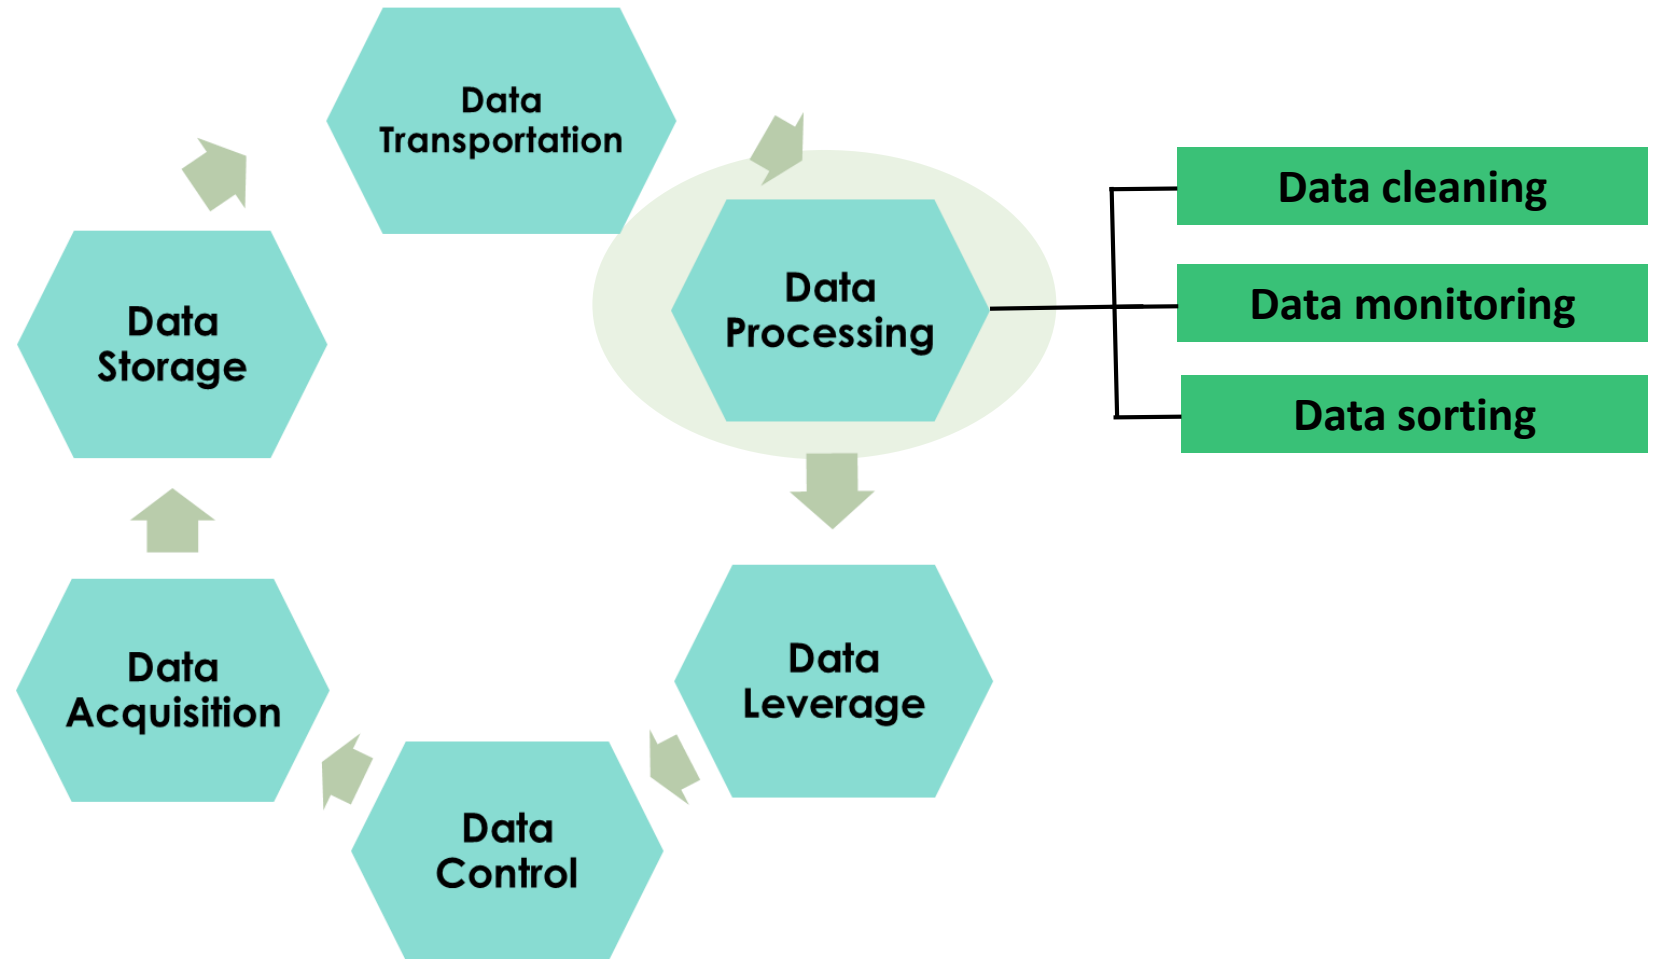 Data
Transportation
Data
Processing
Data cleaning
Data monitoring
Data sorting
Data
Storage
Data
Acquisition
Data
Leverage
Data
Control